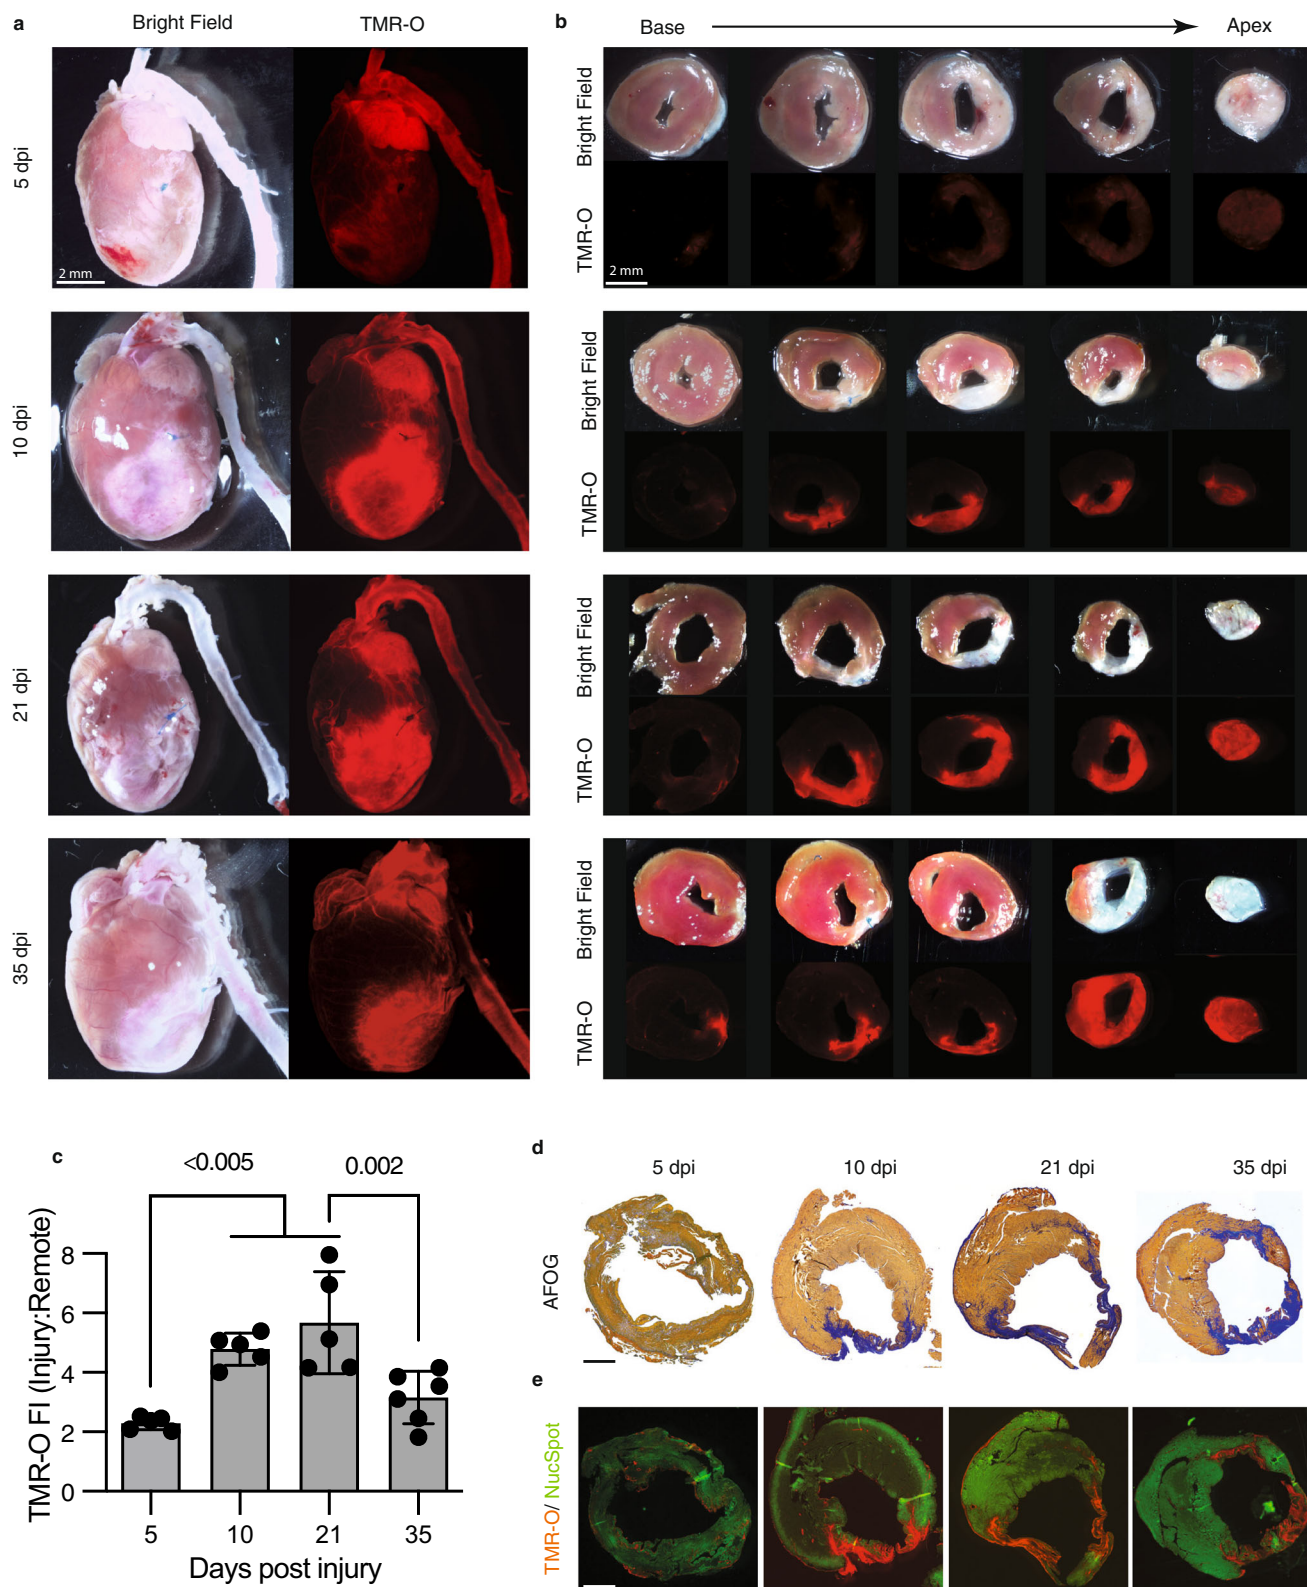 a
Bright Field
TMR-O
5 dpi
2 mm
10 dpi
21 dpi
35 dpi
b
Base
Apex
Bright Field
TMR-O
2 mm
Bright Field
TMR-O
Bright Field
TMR-O
Bright Field
TMR-O
c
<0.005
0.002
TMR-O FI (Injury:Remote)
8
6
4
2
0
5
10
21
35
Days post injury
d
5 dpi
10 dpi
21 dpi
35 dpi
AFOG
e
TMR-O/ NucSpot